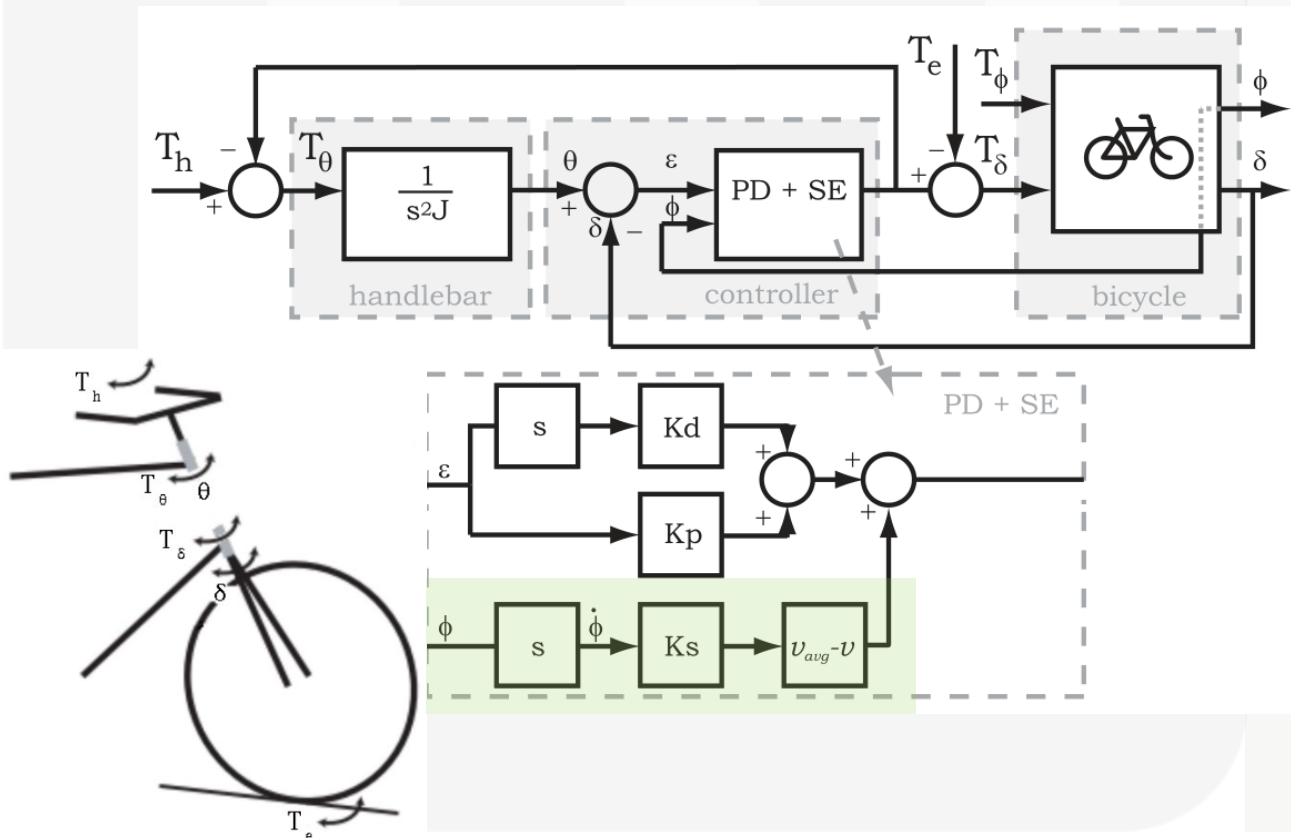 T_e
T_ϕ
ϕ
T_h
−
T_θ
θ
ε
−
T_δ
δ
1
s²J
PD + SE
+
+
ϕ
+
δ
−
handlebar
controller
bicycle
T_h
PD + SE
T_θ
θ
s
Kd
ε
+
+
Kp
+
+
T_δ
δ
ϕ
s
ϕ̇
Ks
v_avg-v
T_e